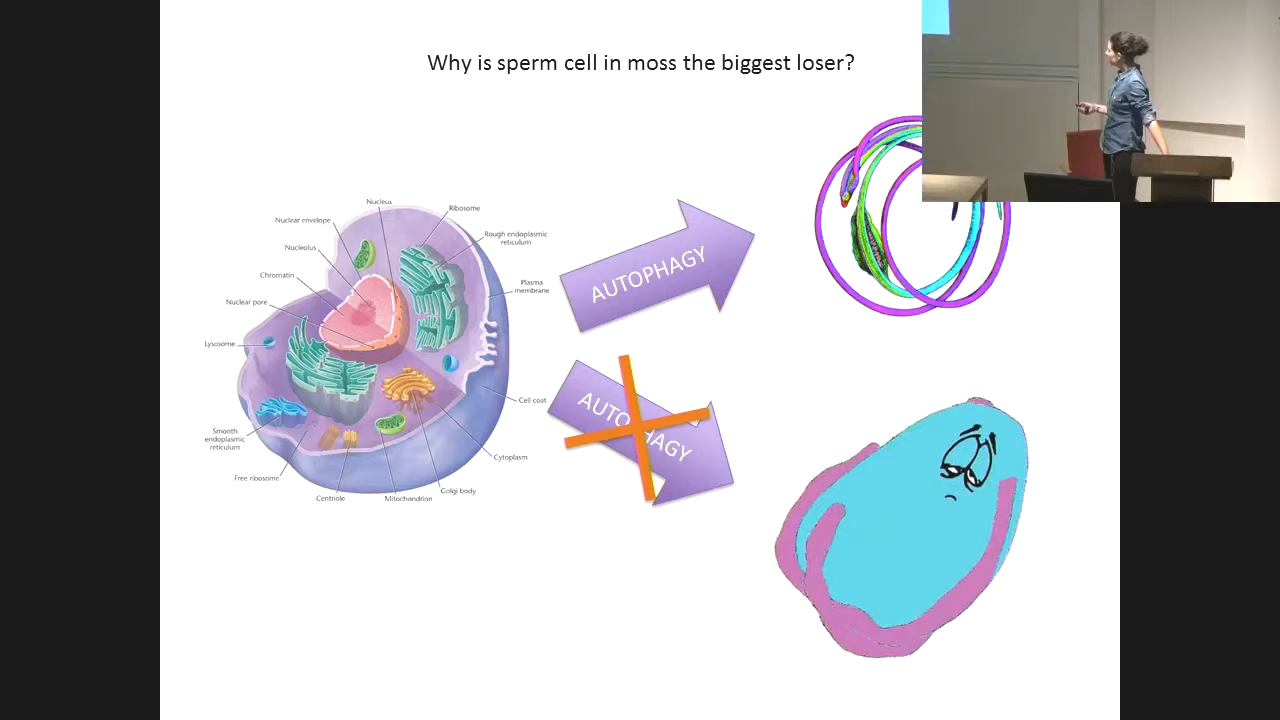 Why is sperm cell in moss the biggest loser?
Nucleus
Ribosome
Nuclear envelope
Rough endoplasmic
reticulum
Nucleolus
Chromatin
Plasma
membrane
Nuclear pore
Lysosome
Cell coat
Smooth
endoplasmic
reticulum
Cytoplasm
Free ribosome
Golgi body
Centriole
Mitochondrion
AUTOPHAGY
AUTOPHAGY